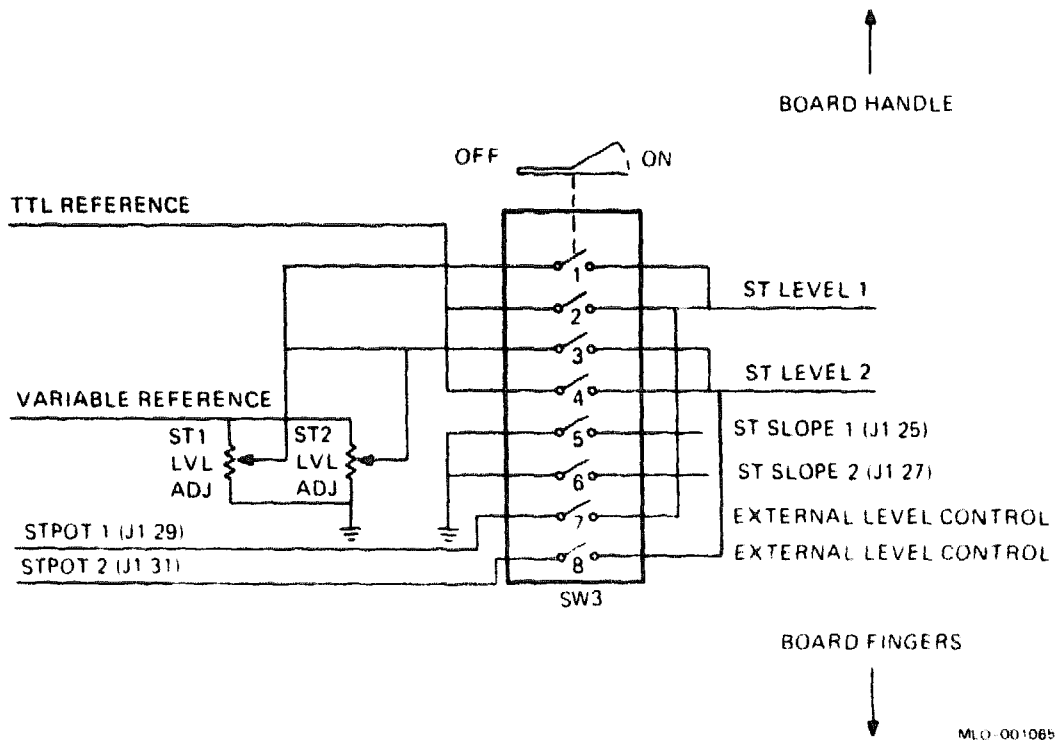 BOARD HANDLE
OFF ON
TTL REFERENCE
1
ST LEVEL 1
2
3
ST LEVEL 2
4
VARIABLE REFERENCE
ST1 LVL ADJ
ST2 LVL ADJ
5
ST SLOPE 1 (J1 25)
6
ST SLOPE 2 (J1 27)
7
EXTERNAL LEVEL CONTROL
STPOT 1 (J1 29)
8
EXTERNAL LEVEL CONTROL
STPOT 2 (J1 31)
SW3
BOARD FINGERS
MLO-001065